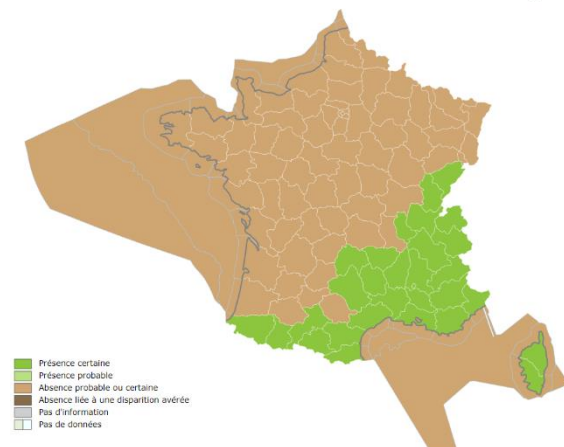 Présence certaine
Présence probable
Absence probable ou certaine
Absence liée à une disparition avérée
Pas d'information
Pas de données